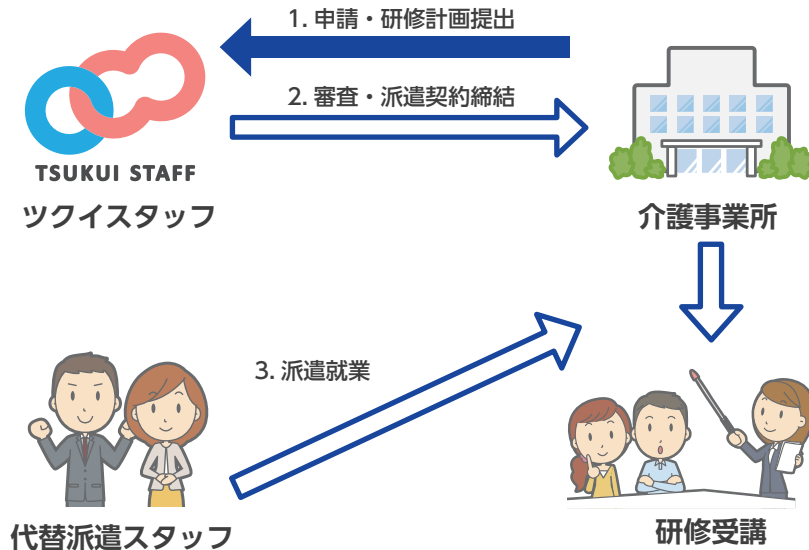 1. 申請・研修計画提出
2. 審査・派遣契約締結
TSUKUI STAFF
ツクイスタッフ
介護事業所
3. 派遣就業
代替派遣スタッフ
研修受講